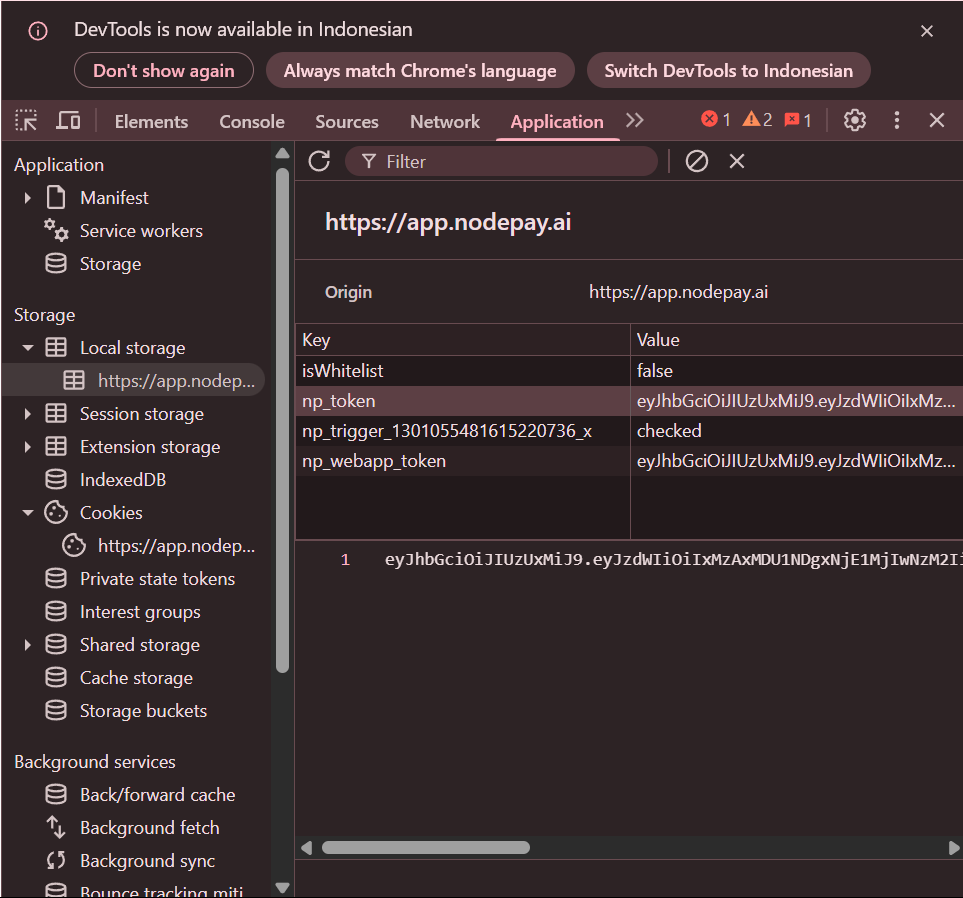 DevTools is now available in Indonesian
Don't show again
Always match Chrome's language
Switch DevTools to Indonesian
Elements
Console
Sources
Network
Application
1
2
1
Application
Manifest
Service workers
Storage
Storage
Local storage
https://app.nodep...
Session storage
Extension storage
IndexedDB
Cookies
https://app.nodep...
Private state tokens
Interest groups
Shared storage
Cache storage
Storage buckets
Background services
Back/forward cache
Background fetch
Background sync
Bounce tracking miti
Filter
https://app.nodepay.ai
Origin https://app.nodepay.ai
Key Value
isWhitelist false
np_token eyJhbGciOiJIUzUxMiJ9.eyJzdWIiOiIxMz...
np_trigger_1301055481615220736_x checked
np_webapp_token eyJhbGciOiJIUzUxMiJ9.eyJzdWIiOiIxMz...
1 eyJhbGciOiJIUzUxMiJ9.eyJzdWIiOiIxMzAxMDU1NDgxNjE1MjIwNzM2Ii